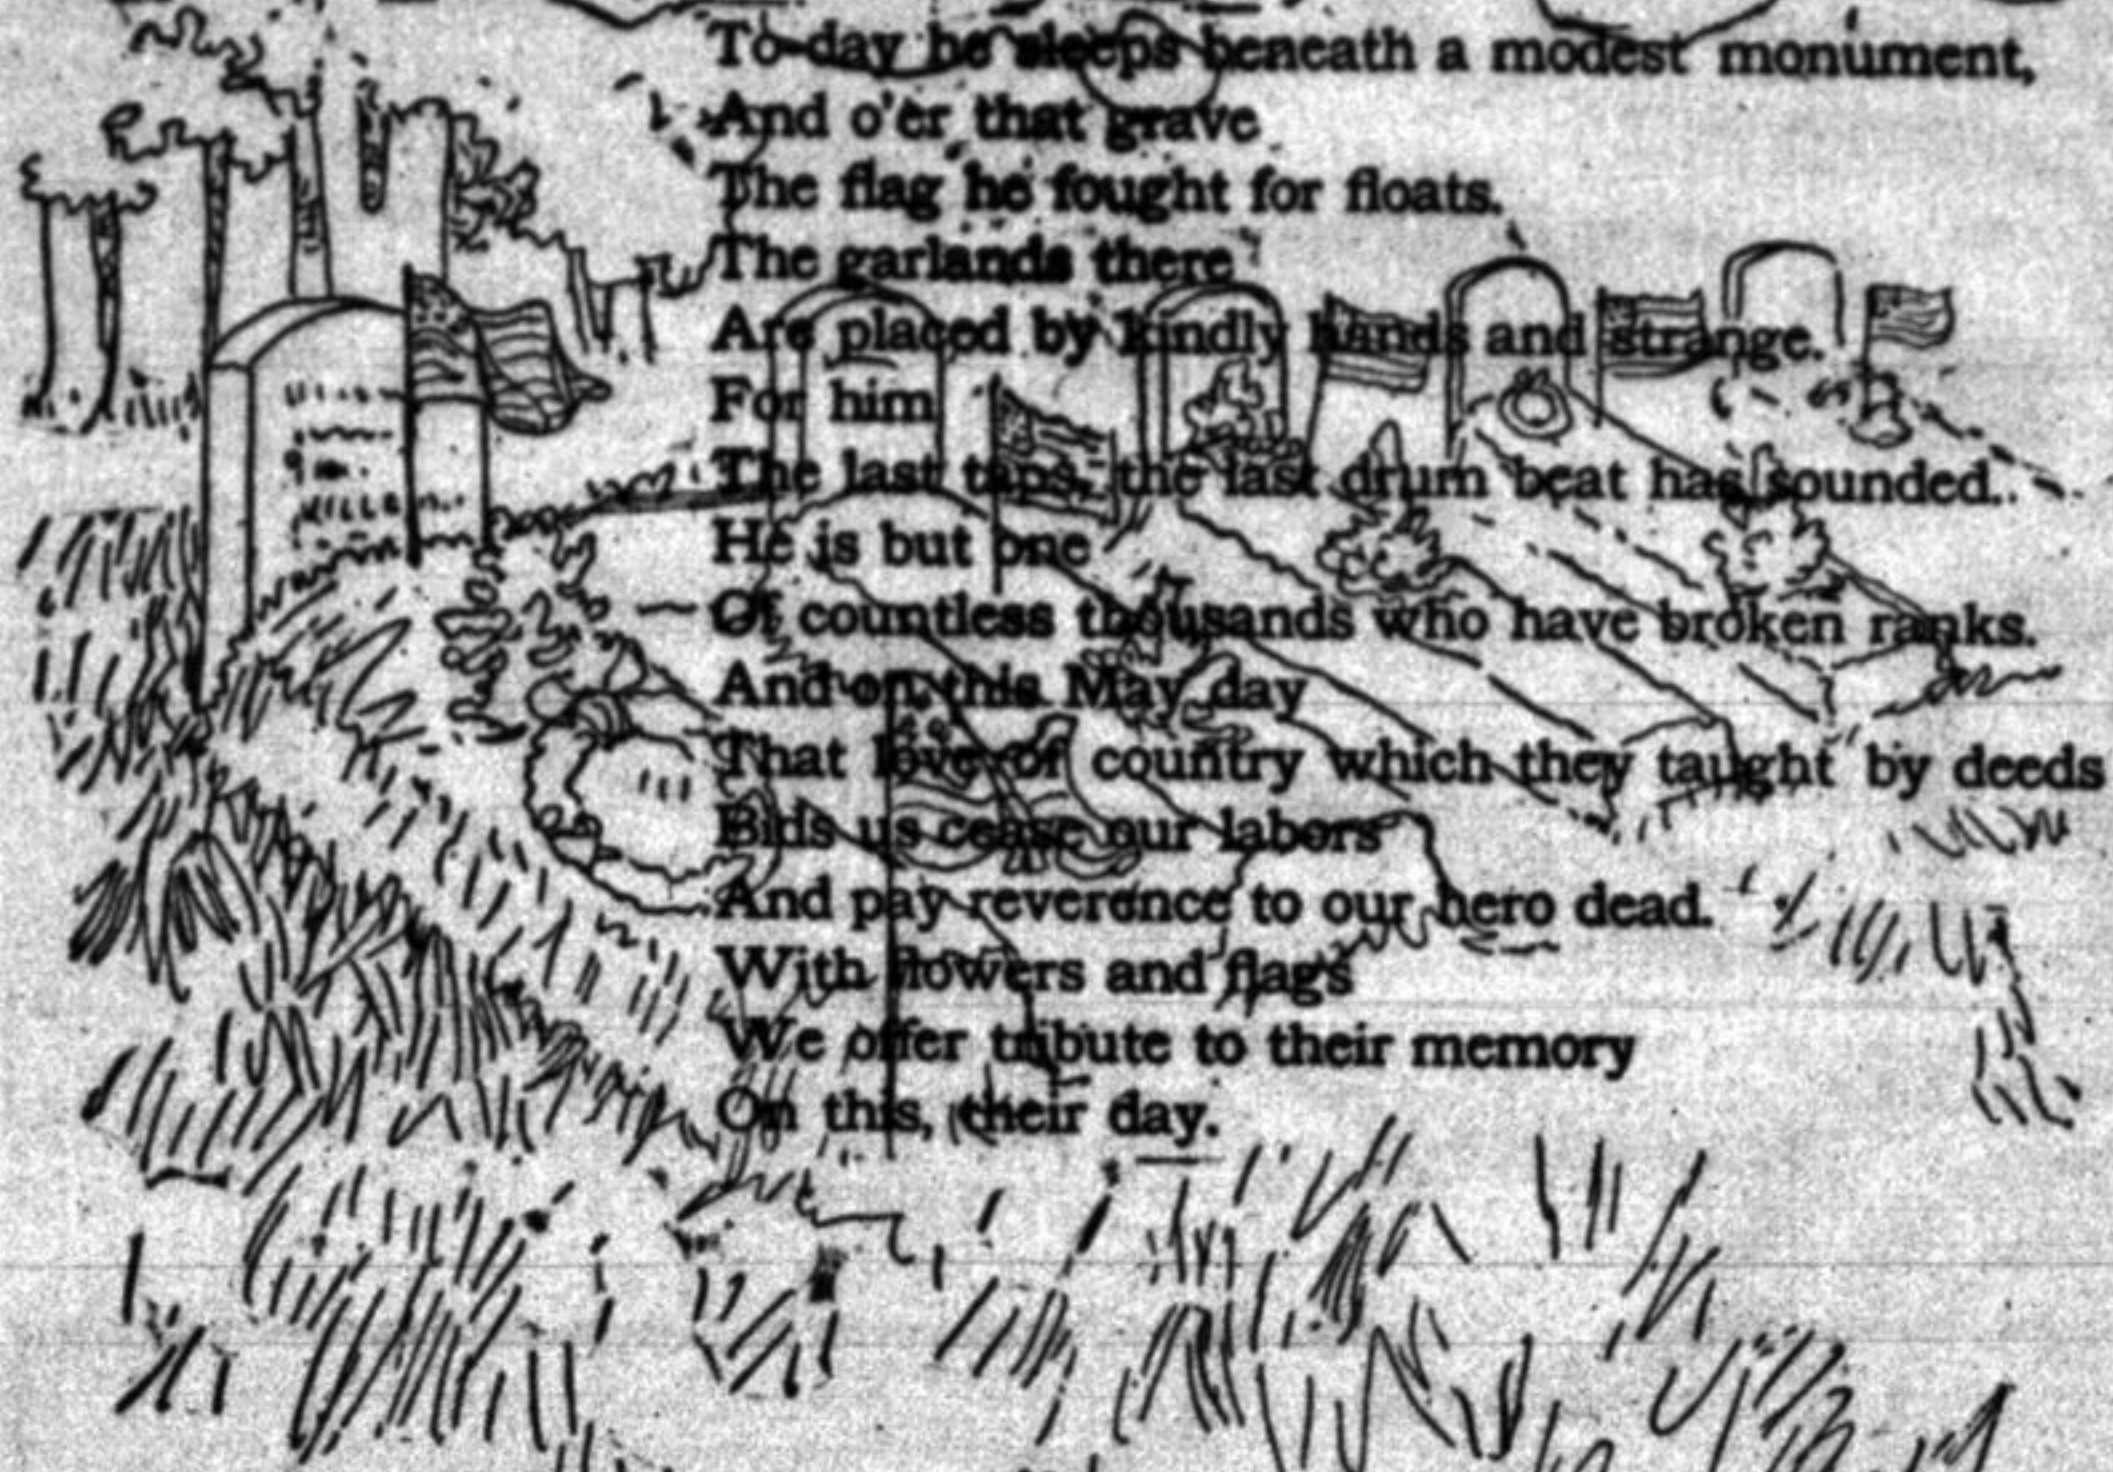 To-day he sleeps beneath a modest monument,
And o'er that grave
The flag he fought for floats.
The garlands there
Are placed by kindly hands and strange.
For him
The last taps, the last drum beat has sounded.
He is but one
Of countless thousands who have broken ranks.
And on this May day
That love of country which they taught by deeds
Bids us cease our labors
And pay reverence to our hero dead.
With flowers and flags
We offer tribute to their memory
On this, their day.